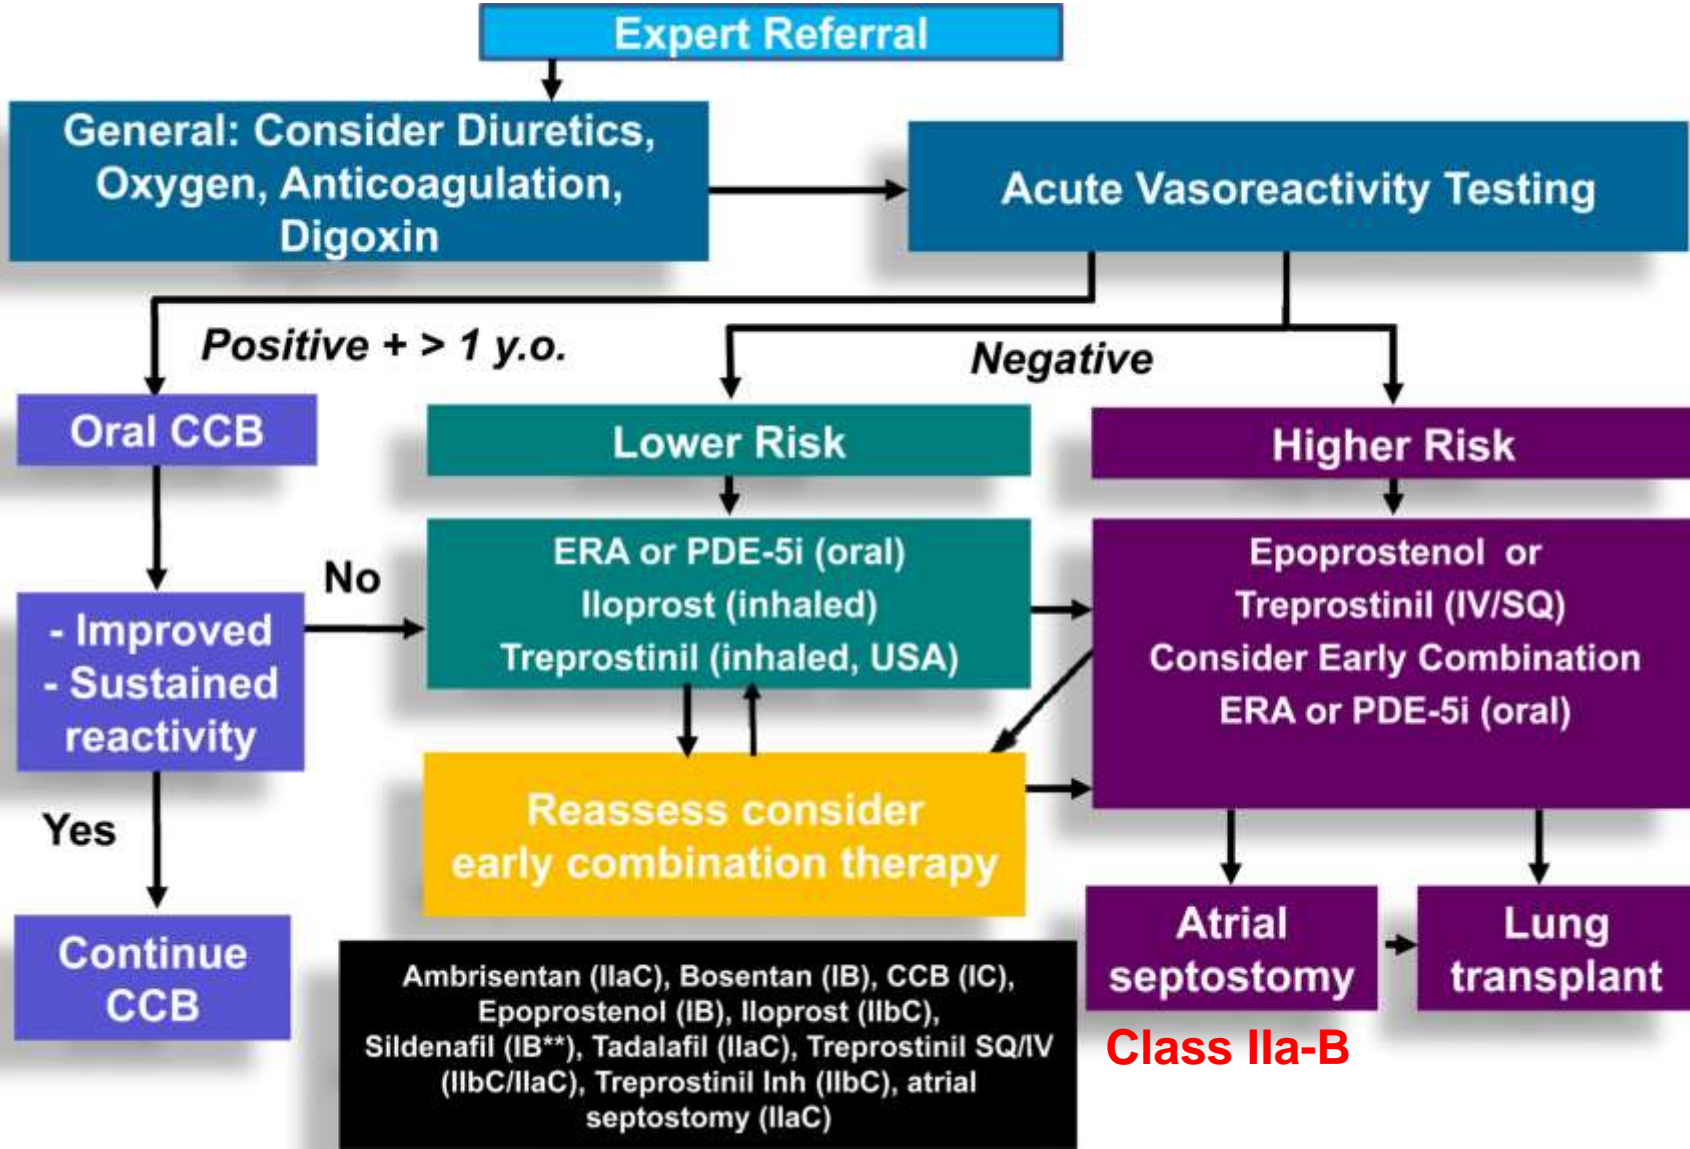 Expert Referral
General: Consider Diuretics,
Oxygen, Anticoagulation,
Digoxin
Acute Vasoreactivity Testing
Positive + > 1 y.o.
Negative
Oral CCB
Lower Risk
Higher Risk
No
- Improved
- Sustained
reactivity
ERA or PDE-5i (oral)
Iloprost (inhaled)
Treprostinil (inhaled, USA)
Epoprostenol or
Treprostinil (IV/SQ)
Consider Early Combination
ERA or PDE-5i (oral)
Yes
Reassess consider
early combination therapy
Continue
CCB
Atrial
septostomy
Lung
transplant
Class IIa-B
Ambrisentan (IIaC), Bosentan (IB), CCB (IC),
Epoprostenol (IB), Iloprost (IIbC),
Sildenafil (IB**), Tadalafil (IIaC), Treprostinil SQ/IV
(IIbC/IIaC), Treprostinil Inh (IIbC), atrial
septostomy (IIaC)